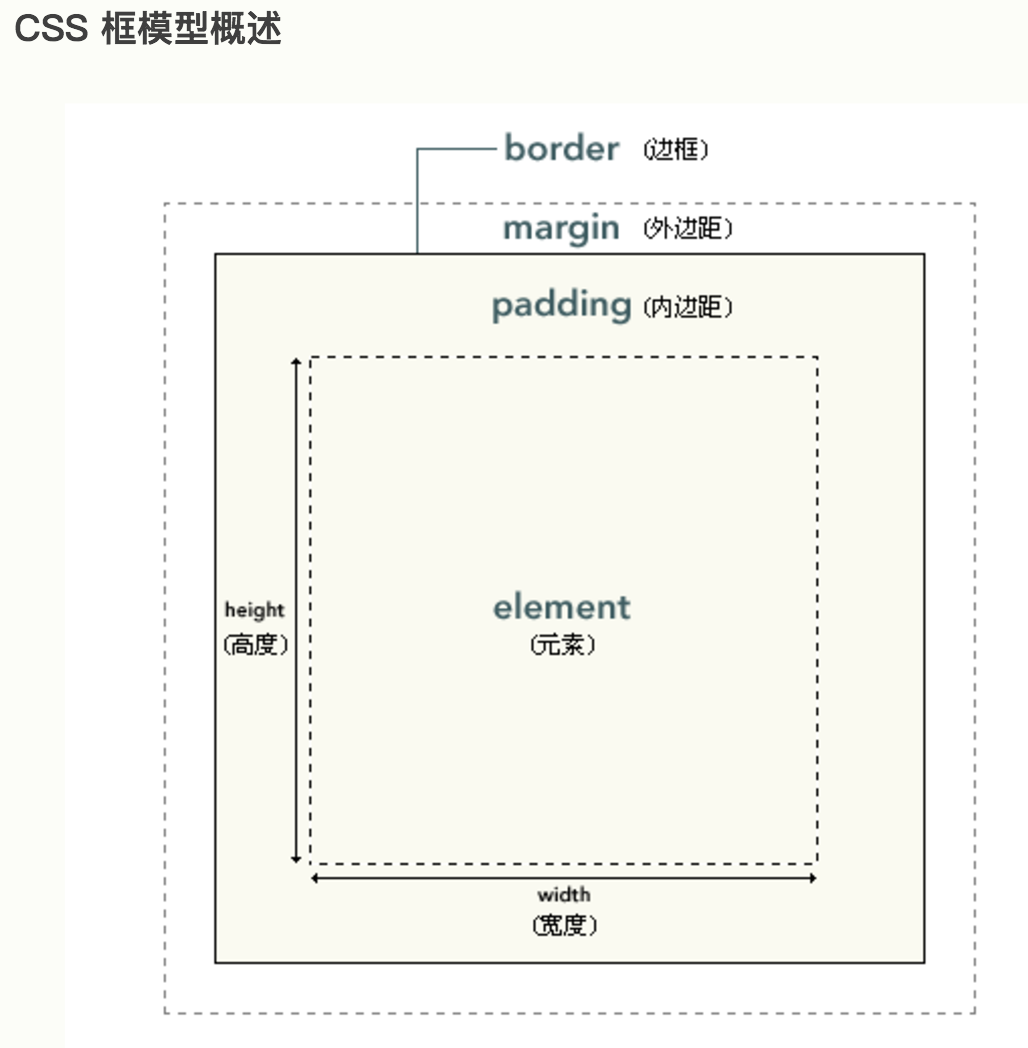 CSS 框模型概述
border (边框)
margin (外边距)
padding (内边距)
height
(高度)
element
(元素)
width
(宽度)